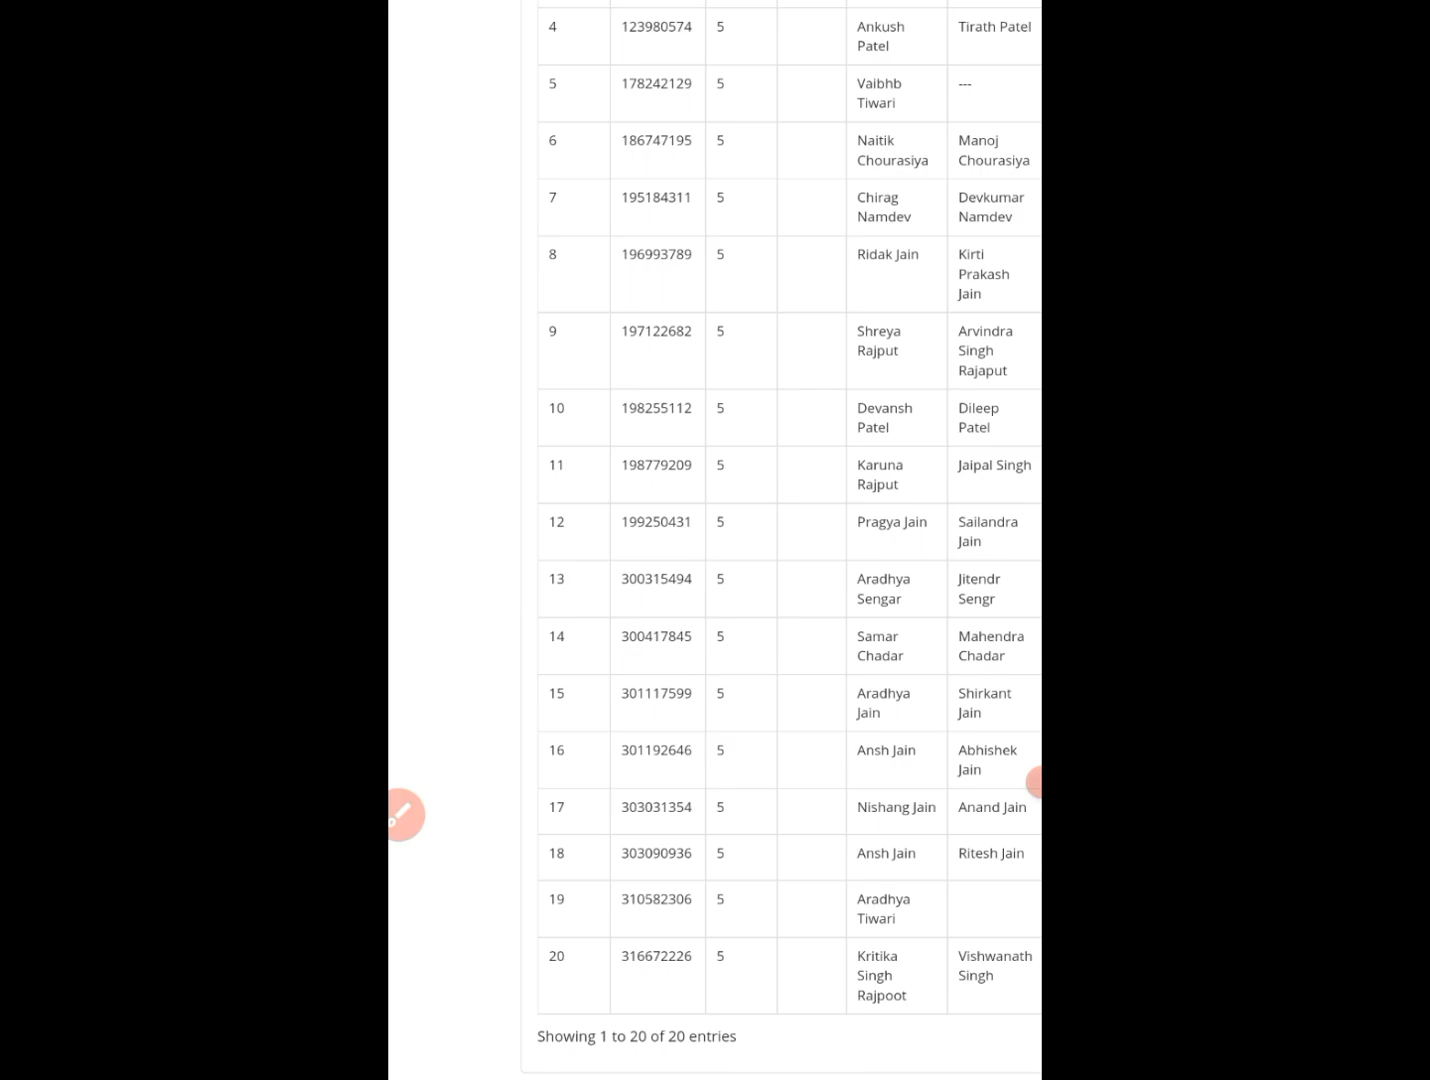 4 123980574 5 Ankush Tirath Patel
Patel
5 178242129 5 Vaibhb ---
Tiwari
6 186747195 5 Naitik Manoj
Chourasiya Chourasiya
7 195184311 5 Chirag Devkumar
Namdev Namdev
8 196993789 5 Ridak Jain Kirti
Prakash
Jain
9 197122682 5 Shreya Arvindra
Rajput Singh
Rajaput
10 198255112 5 Devansh Dileep
Patel Patel
11 198779209 5 Karuna Jaipal Singh
Rajput
12 199250431 5 Pragya Jain Sailandra
Jain
13 300315494 5 Aradhya Jitendr
Sengar Sengr
14 300417845 5 Samar Mahendra
Chadar Chadar
15 301117599 5 Aradhya Shirkant
Jain Jain
16 301192646 5 Ansh Jain Abhishek
Jain
17 303031354 5 Nishang Jain Anand Jain
18 303090936 5 Ansh Jain Ritesh Jain
19 310582306 5 Aradhya
Tiwari
20 316672226 5 Kritika Vishwanath
Singh Singh
Rajpoot
Showing 1 to 20 of 20 entries